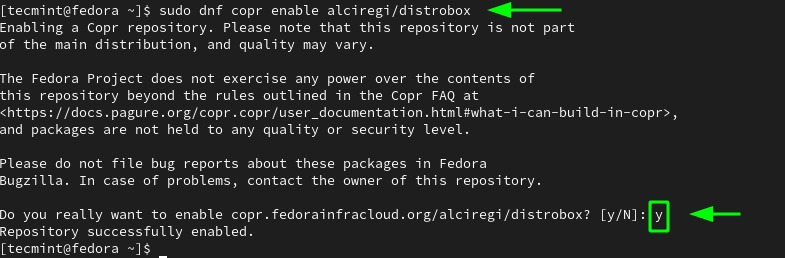 [tecmint@fedora ~]$ sudo dnf copr enable alciregi/distrobox
Enabling a Copr repository. Please note that this repository is not part
of the main distribution, and quality may vary.
The Fedora Project does not exercise any power over the contents of
this repository beyond the rules outlined in the Copr FAQ at
<https://docs.pagure.org/copr.copr/user_documentation.html#what-i-can-build-in-copr>,
and packages are not held to any quality or security level.
Please do not file bug reports about these packages in Fedora
Bugzilla. In case of problems, contact the owner of this repository.
Do you really want to enable copr.fedorainfracloud.org/alciregi/distrobox? [y/N]: y
Repository successfully enabled.
[tecmint@fedora ~]$